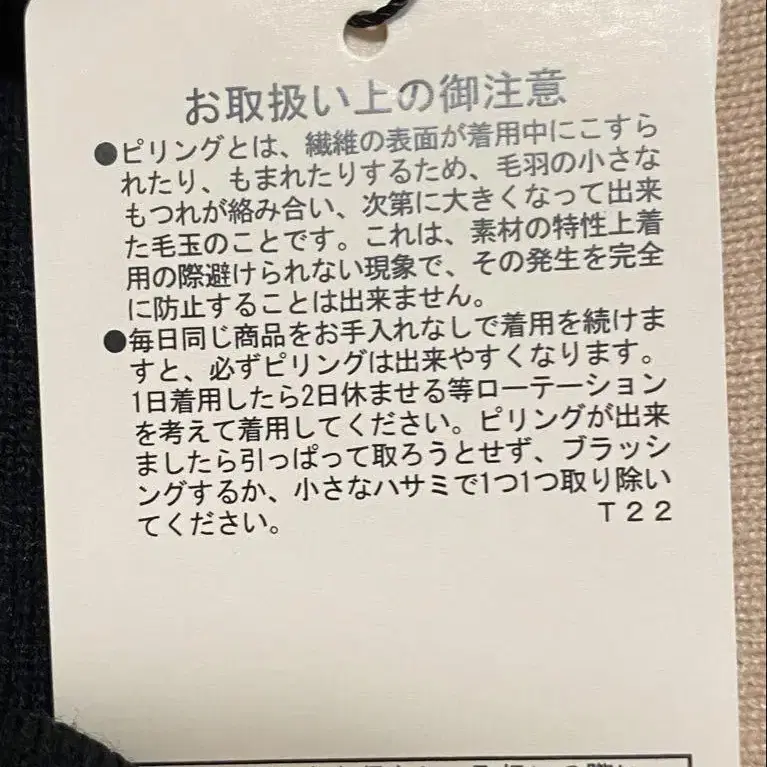 お取扱い上の御注意
●ピリングとは、繊維の表面が着用中にこすら
れたり、もまれたりするため、毛羽の小さな
もつれが絡み合い、次第に大きくなって出来
た毛玉のことです。これは、素材の特性上着
用の際避けられない現象で、その発生を完全
に防止することは出来ません。
●毎日同じ商品をお手入れなしで着用を続けま
すと、必ずピリングは出来やすくなります。
1日着用したら2日休ませる等ローテーション
を考えて着用してください。ピリングが出来
ましたら引っぱって取ろうとせず、ブラッシ
ングするか、小さなハサミで1つ1つ取り除い
てください。
T22